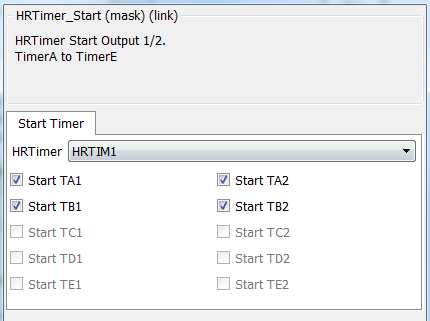 HRTimer_Start (mask) (link)
HRTimer Start Output 1/2.
TimerA to TimerE
Start Timer
HRTimer HRTIM1
Start TA1 Start TA2
Start TB1 Start TB2
Start TC1 Start TC2
Start TD1 Start TD2
Start TE1 Start TE2